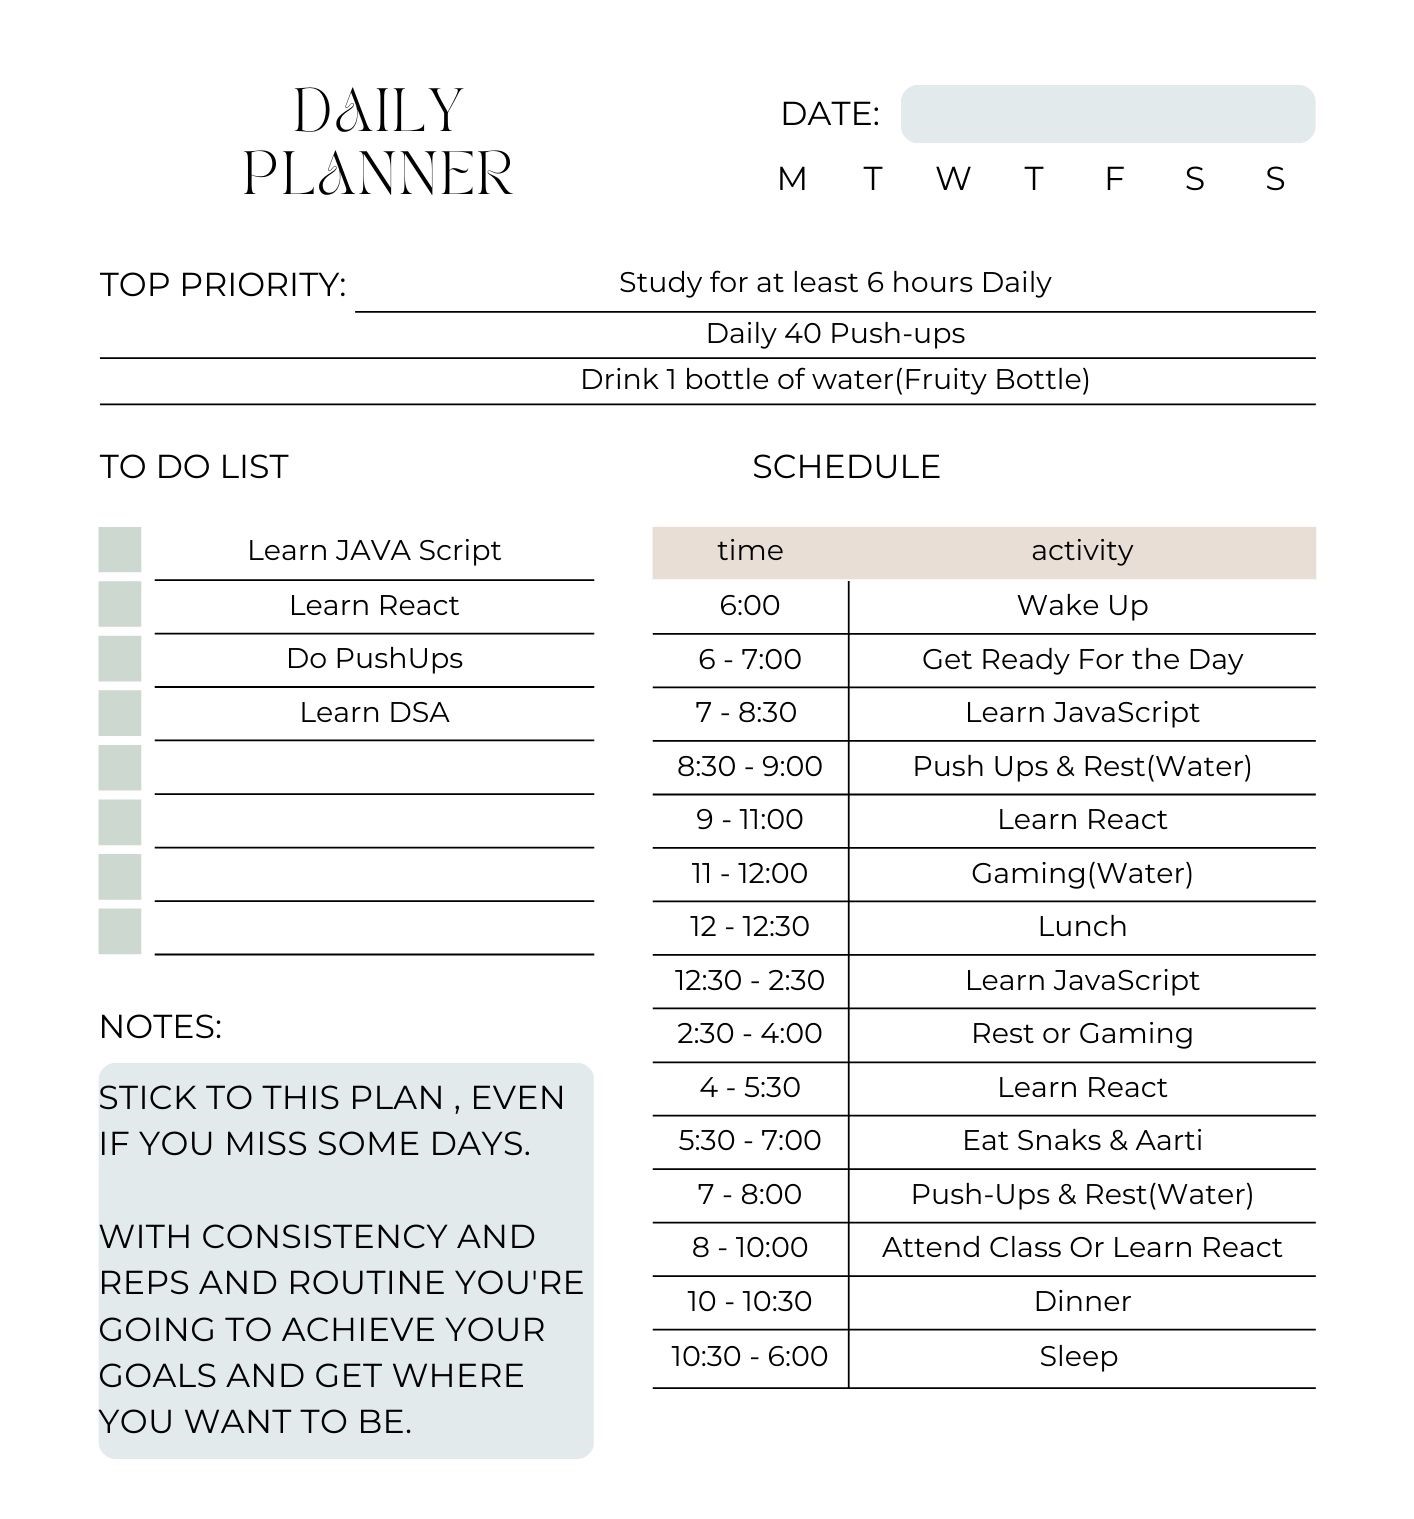 DAILY
PLANNER
DATE:
M T W T F S S
TOP PRIORITY: Study for at least 6 hours Daily
Daily 40 Push-ups
Drink 1 bottle of water(Fruity Bottle)
TO DO LIST
Learn JAVA Script
Learn React
Do PushUps
Learn DSA
NOTES:
STICK TO THIS PLAN , EVEN
IF YOU MISS SOME DAYS.
WITH CONSISTENCY AND
REPS AND ROUTINE YOU'RE
GOING TO ACHIEVE YOUR
GOALS AND GET WHERE
YOU WANT TO BE.
SCHEDULE
time activity
6:00 Wake Up
6 - 7:00 Get Ready For the Day
7 - 8:30 Learn JavaScript
8:30 - 9:00 Push Ups & Rest(Water)
9 - 11:00 Learn React
11 - 12:00 Gaming(Water)
12 - 12:30 Lunch
12:30 - 2:30 Learn JavaScript
2:30 - 4:00 Rest or Gaming
4 - 5:30 Learn React
5:30 - 7:00 Eat Snaks & Aarti
7 - 8:00 Push-Ups & Rest(Water)
8 - 10:00 Attend Class Or Learn React
10 - 10:30 Dinner
10:30 - 6:00 Sleep